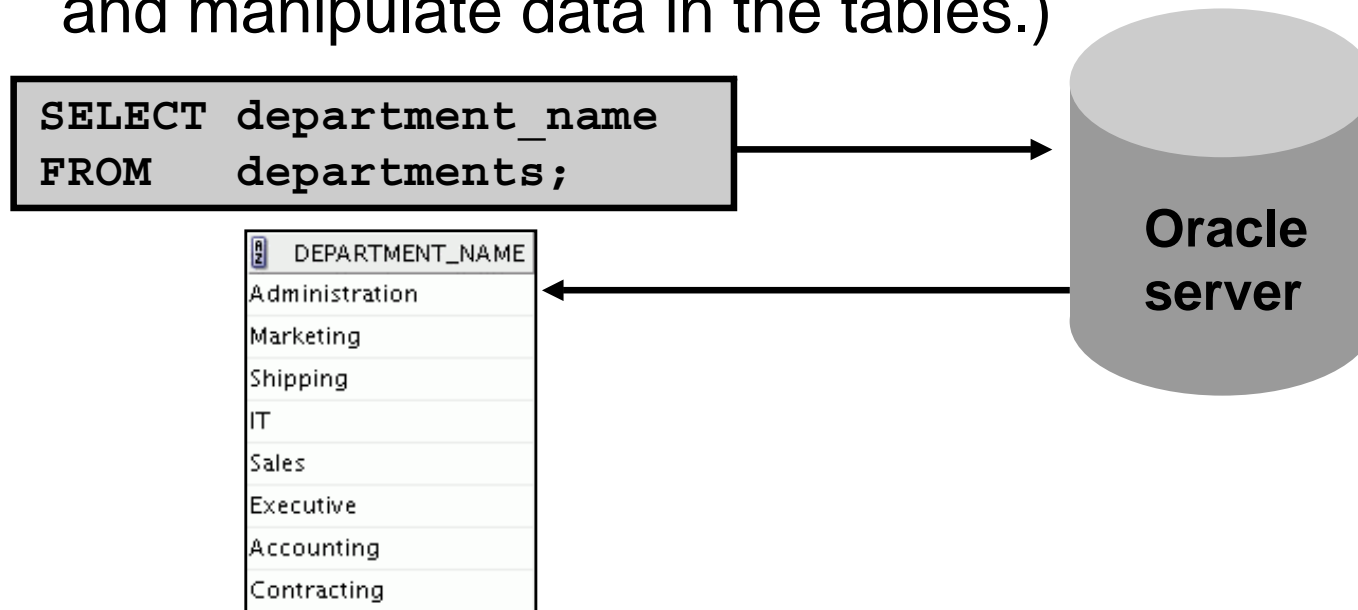 and manipulate data in the tables.)
SELECT department_name
FROM departments;
Oracle
server
DEPARTMENT_NAME
Administration
Marketing
Shipping
IT
Sales
Executive
Accounting
Contracting